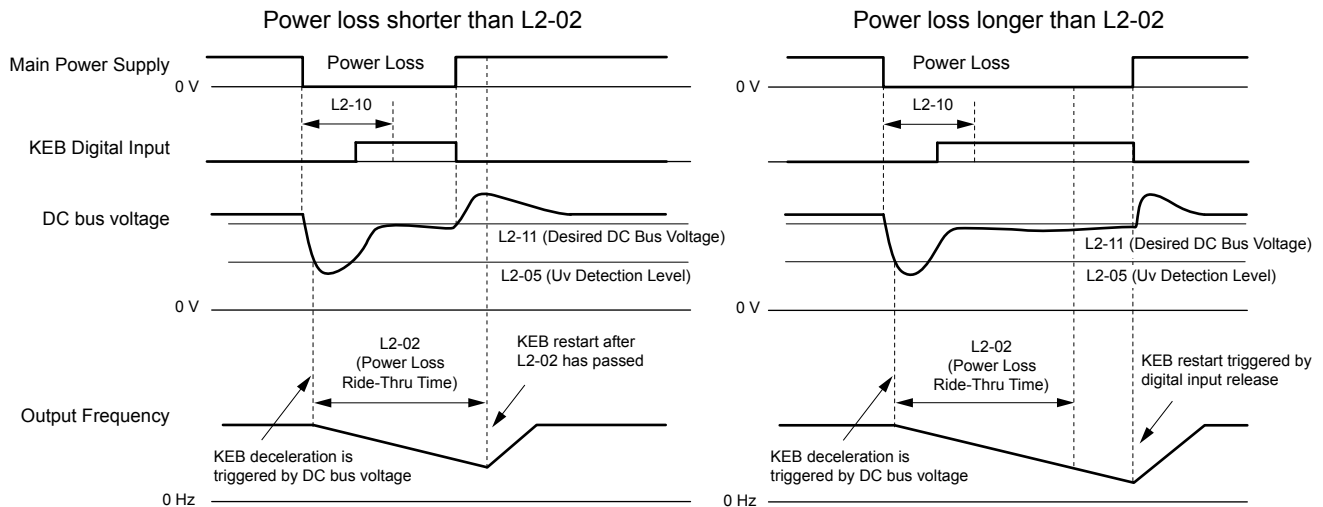 Power loss shorter than L2-02
Main Power Supply
Power Loss
0 V
L2-10
KEB Digital Input
DC bus voltage
L2-11 (Desired DC Bus Voltage)
L2-05 (Uv Detection Level)
0 V
L2-02
(Power Loss
Ride-Thru Time)
KEB restart after
L2-02 has passed
Output Frequency
KEB deceleration is
triggered by DC bus voltage
0 Hz
Power loss longer than L2-02
Power Loss
0 V
L2-10
L2-11 (Desired DC Bus Voltage)
L2-05 (Uv Detection Level)
0 V
L2-02
(Power Loss
Ride-Thru Time)
KEB restart triggered by
digital input release
KEB deceleration is
triggered by DC bus voltage
0 Hz